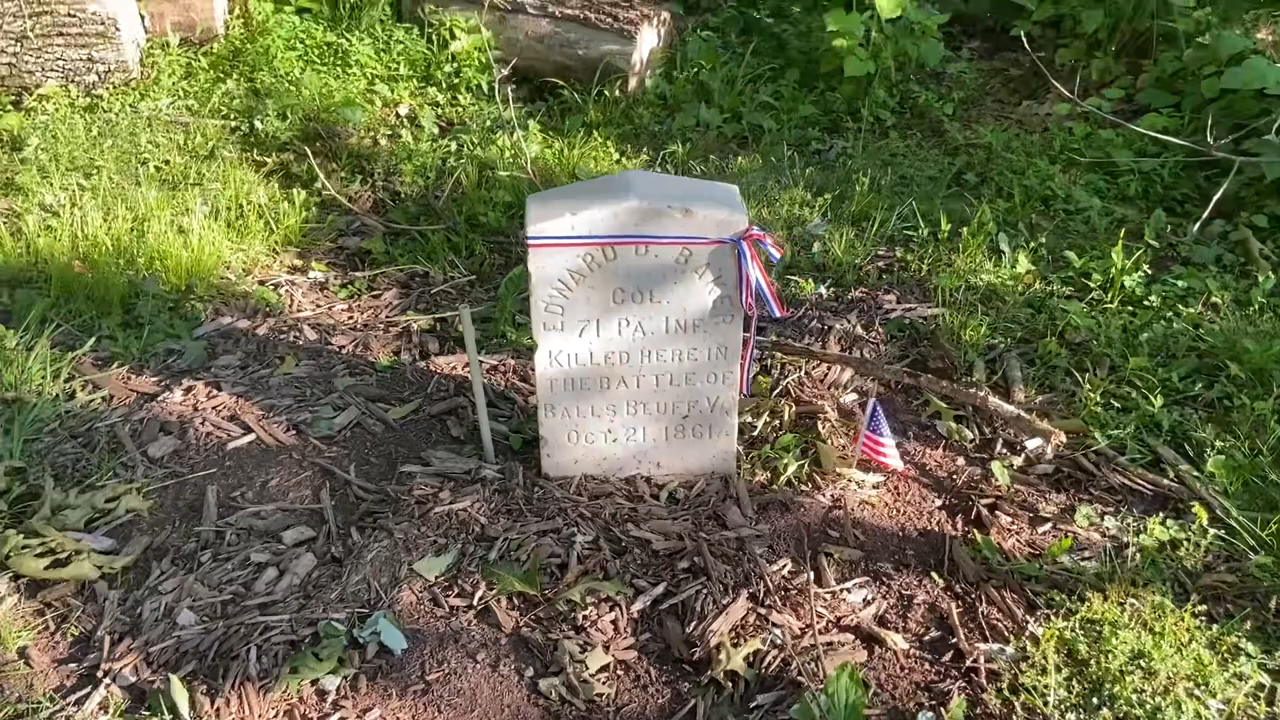 EDWARD D. BAKER
COL.
71 PA. INF.
KILLED HERE IN
THE BATTLE OF
BALLS BLUFF. VA.
OCT. 21. 1861.